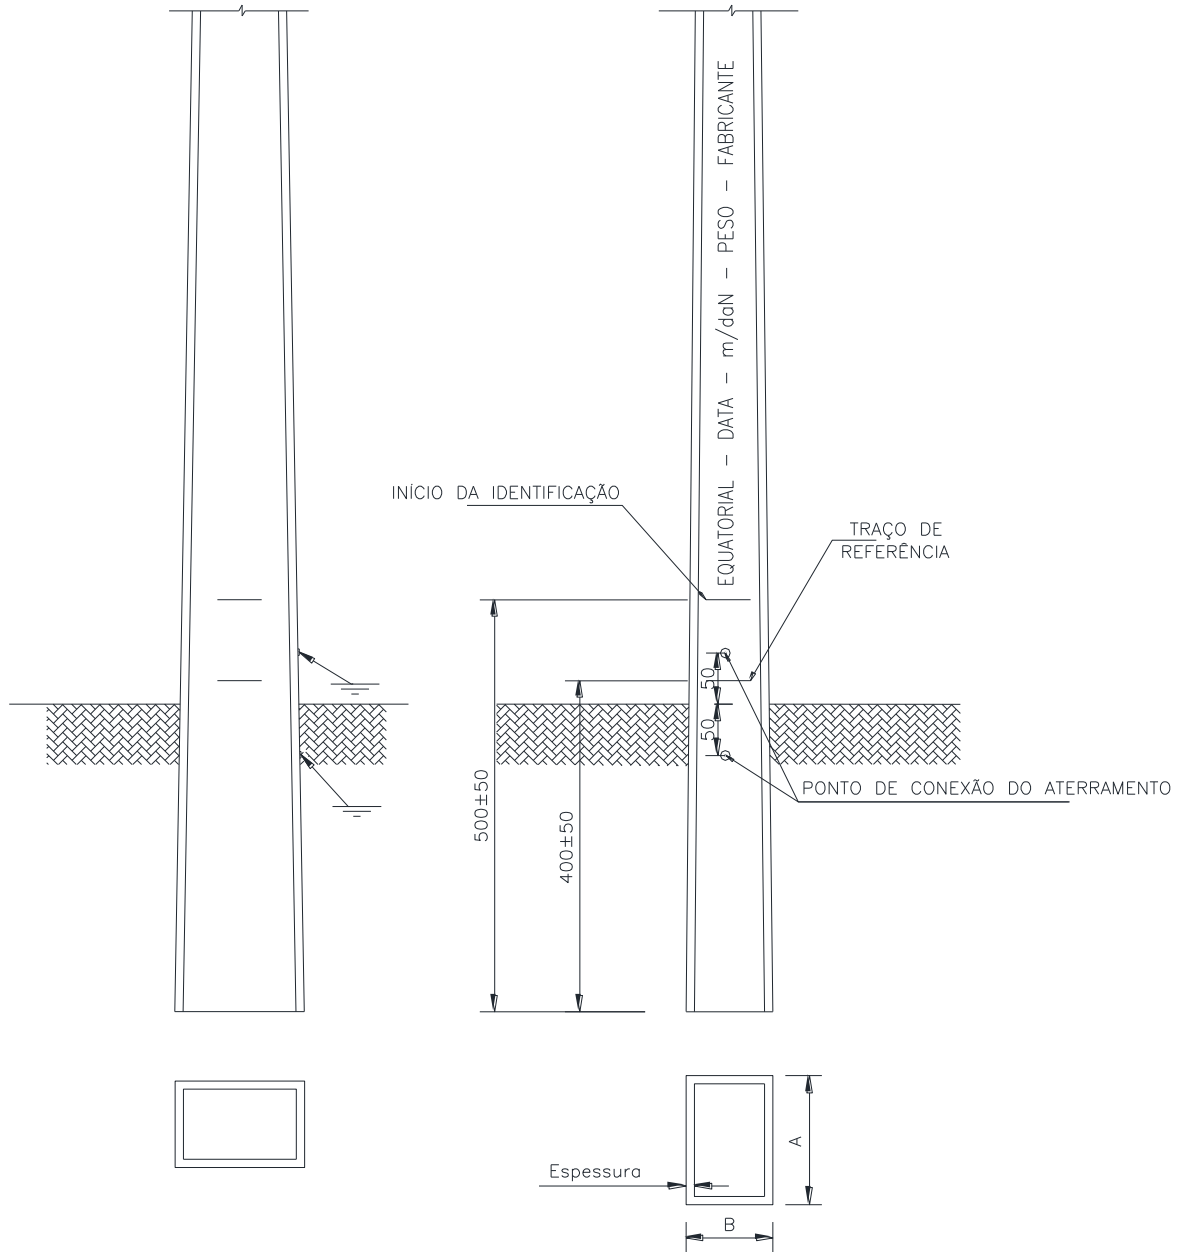 EQUATORIAL - DATA - m/daN - PESO - FABRICANTE
INÍCIO DA IDENTIFICAÇÃO
TRAÇO DE
REFERÊNCIA
50
50
PONTO DE CONEXÃO DO ATERRAMENTO
500±50
400±50
A
Espessura
B